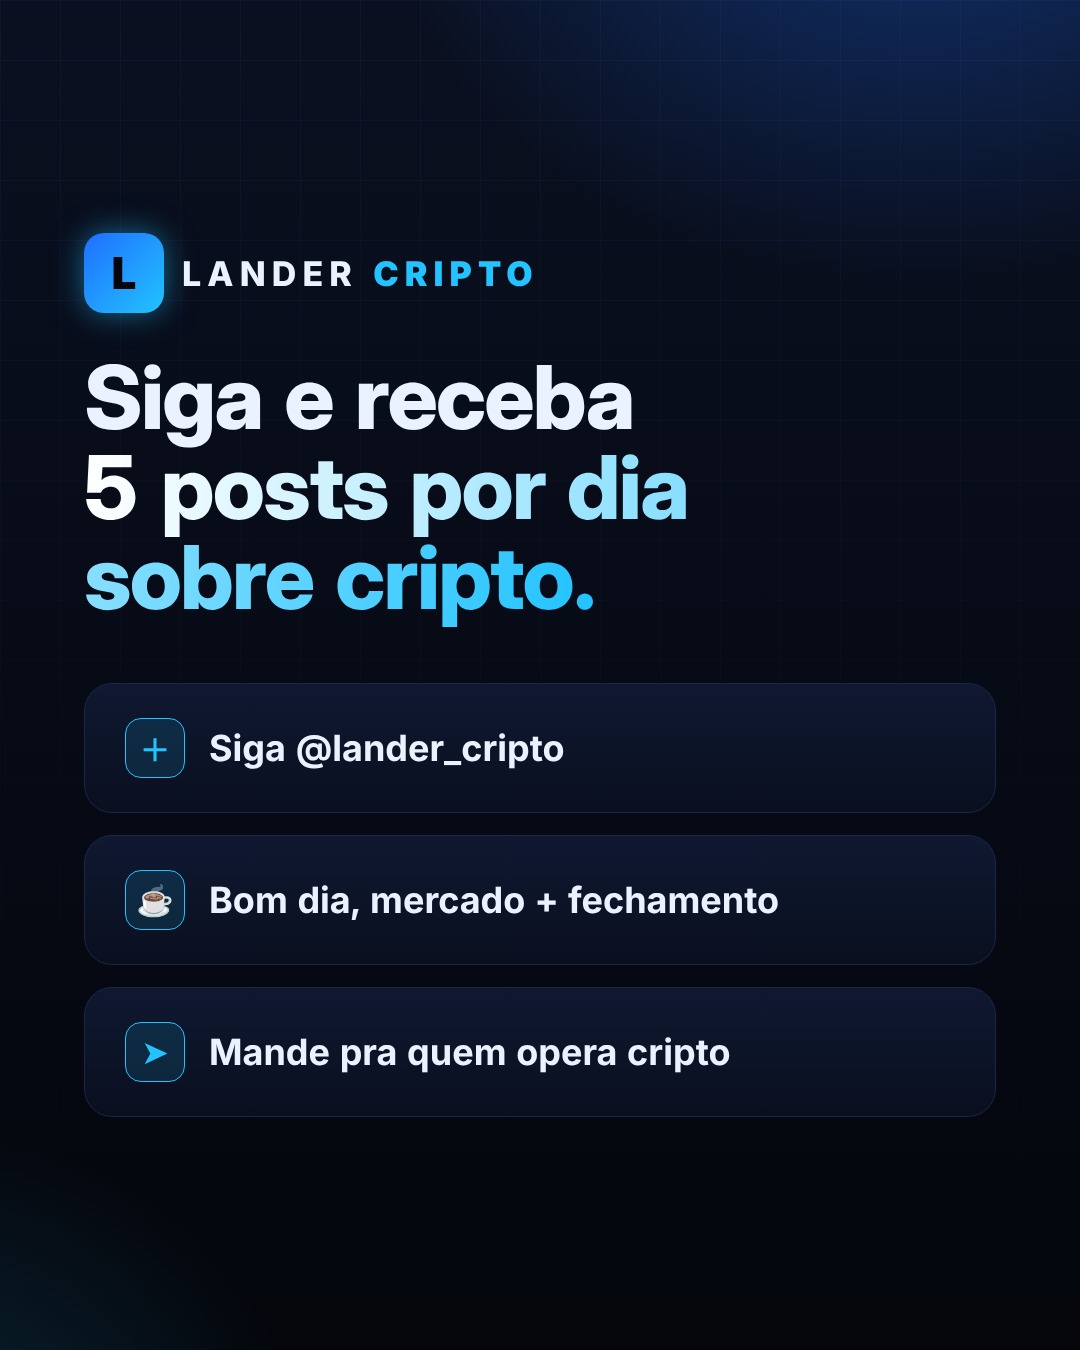 L
LANDER CRIPTO
Siga e receba
5 posts por dia
sobre cripto.
Siga @lander_cripto
Bom dia, mercado + fechamento
Mande pra quem opera cripto